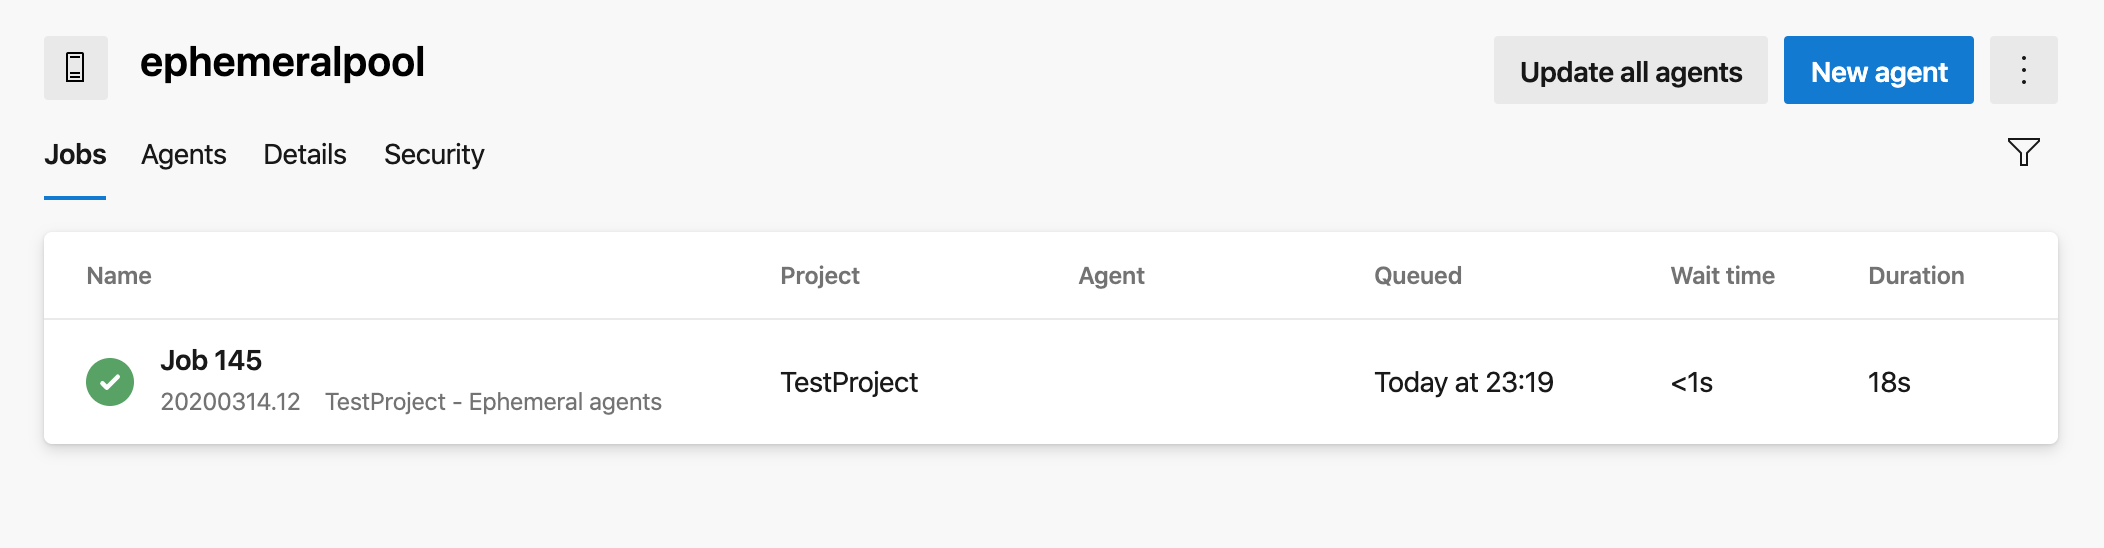 ephemeralpool
Update all agents New agent
Jobs Agents Details Security
Name Project Agent Queued Wait time Duration
Job 145
20200314.12 TestProject - Ephemeral agents
TestProject Today at 23:19 <1s 18s